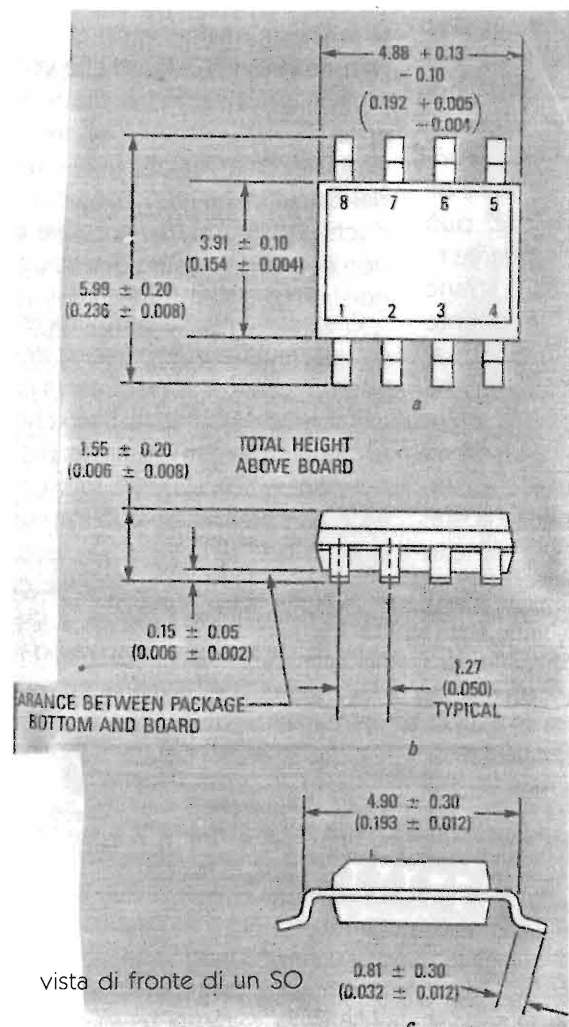 4.88 + 0.13
- 0.10
(0.192 + 0.005
- 0.004)
8 7 6 5
3.91 ± 0.10
(0.154 ± 0.004)
5.99 ± 0.20
(0.236 ± 0.008)
1 2 3 4
a
1.55 ± 0.20
(0.006 ± 0.008)
TOTAL HEIGHT
ABOVE BOARD
0.15 ± 0.05
(0.006 ± 0.002)
1.27
(0.050)
TYPICAL
ARANCE BETWEEN PACKAGE
BOTTOM AND BOARD
b
4.90 ± 0.30
(0.193 ± 0.012)
vista di fronte di un SO
0.81 ± 0.30
(0.032 ± 0.012)
c